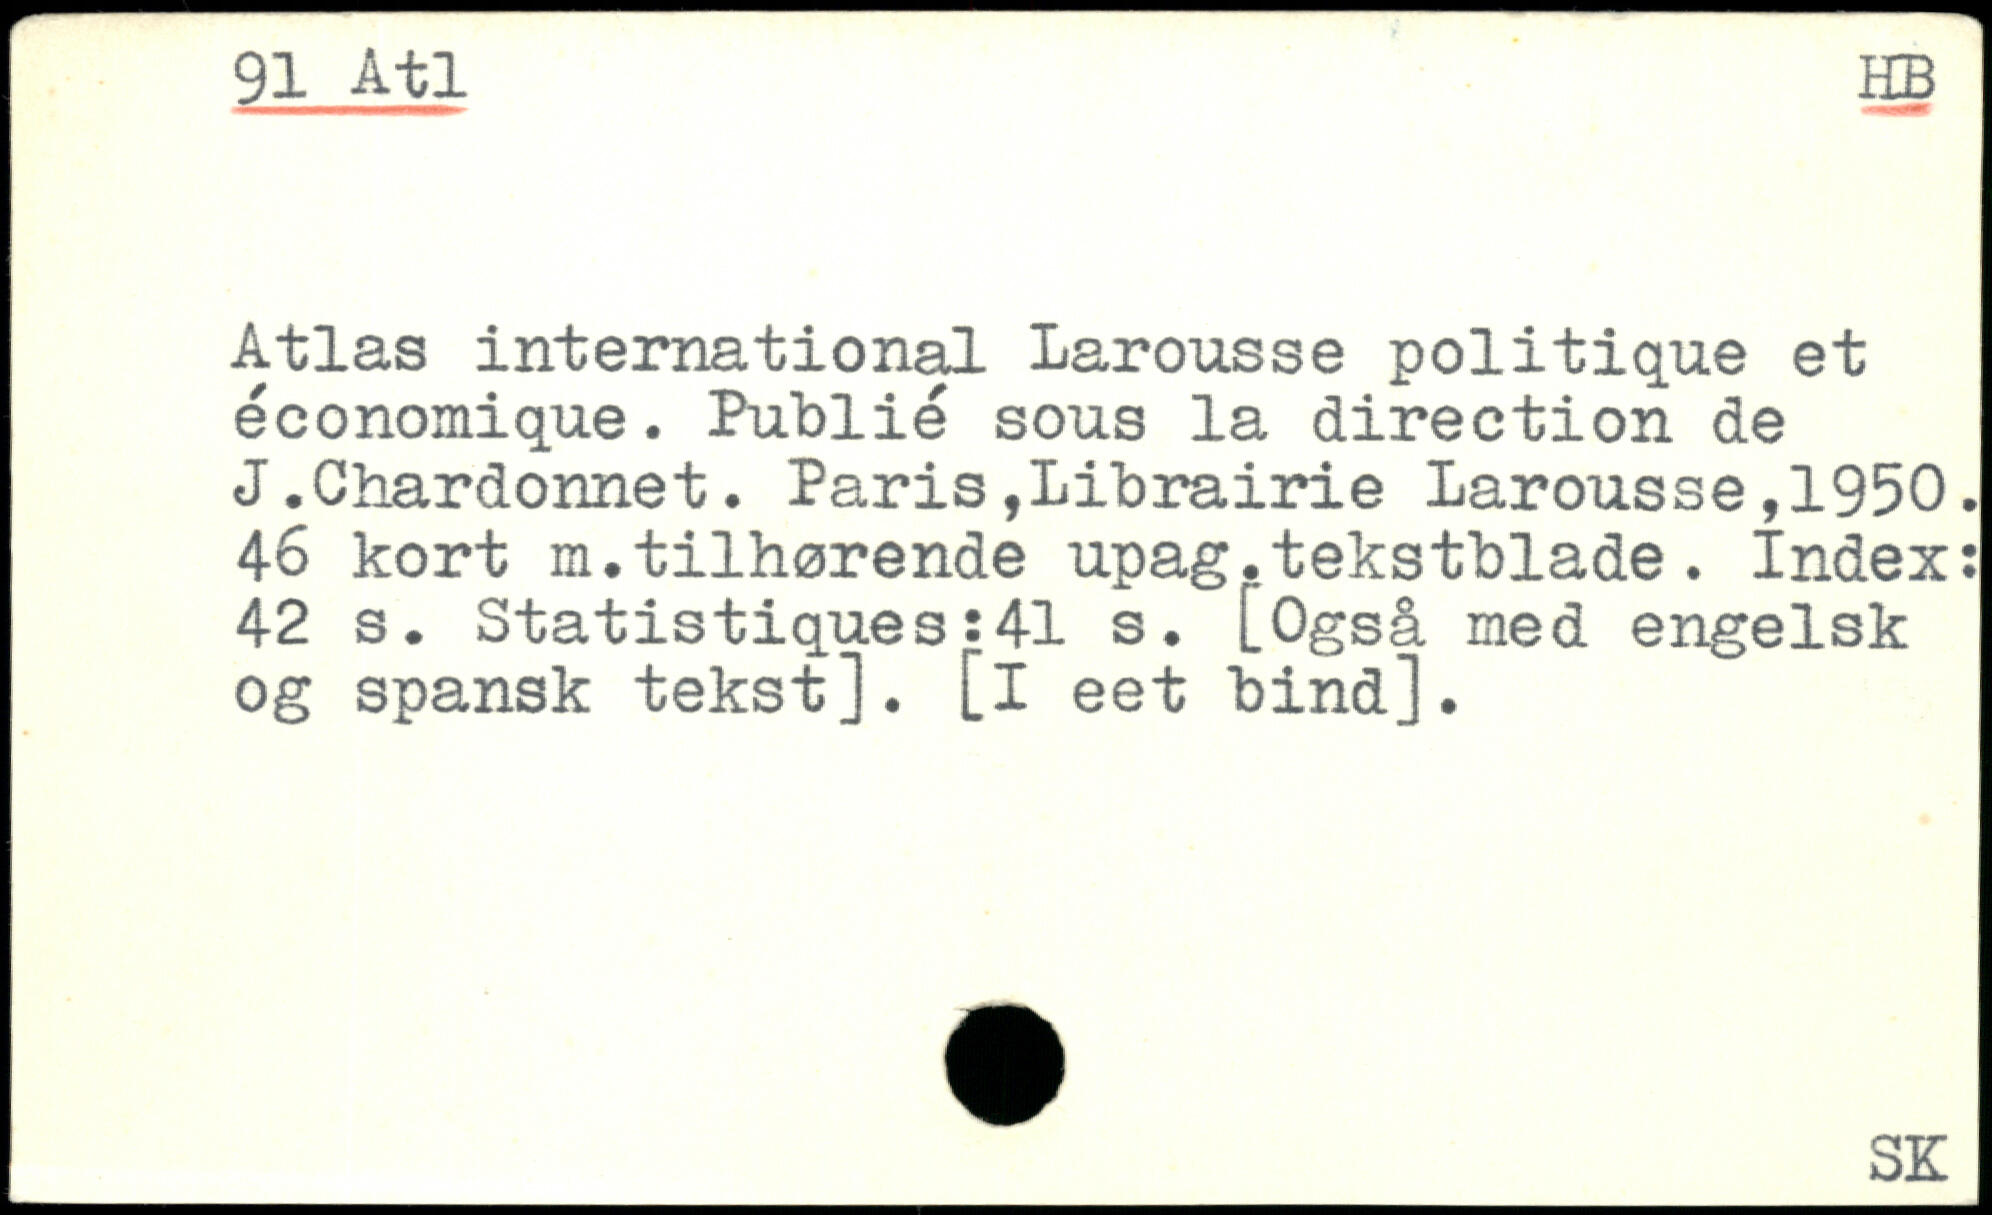 91 Atl
HB
Atlas international Larousse politique et
économique. Publié sous la direction de
J.Chardonnet. Paris,Librairie Larousse,1950.
46 kort m.tilhørende upag.tekstblade. Index:
42 s. Statistiques:41 s. [Også med engelsk
og spansk tekst]. [I eet bind].
SK